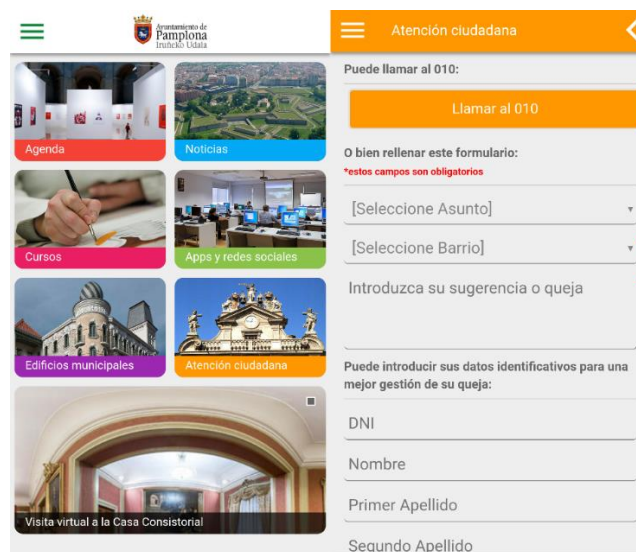 Ayuntamiento de
Pamplona
Iruñeko Udala
Agenda
Noticias
Cursos
Apps y redes sociales
Edificios municipales
Atención ciudadana
Visita virtual a la Casa Consistorial
Atención ciudadana
Puede llamar al 010:
Llamar al 010
O bien rellenar este formulario:
*estos campos son obligatorios
[Seleccione Asunto]
[Seleccione Barrio]
Introduzca su sugerencia o queja
Puede introducir sus datos identificativos para una
mejor gestión de su queja:
DNI
Nombre
Primer Apellido
Segundo Apellido